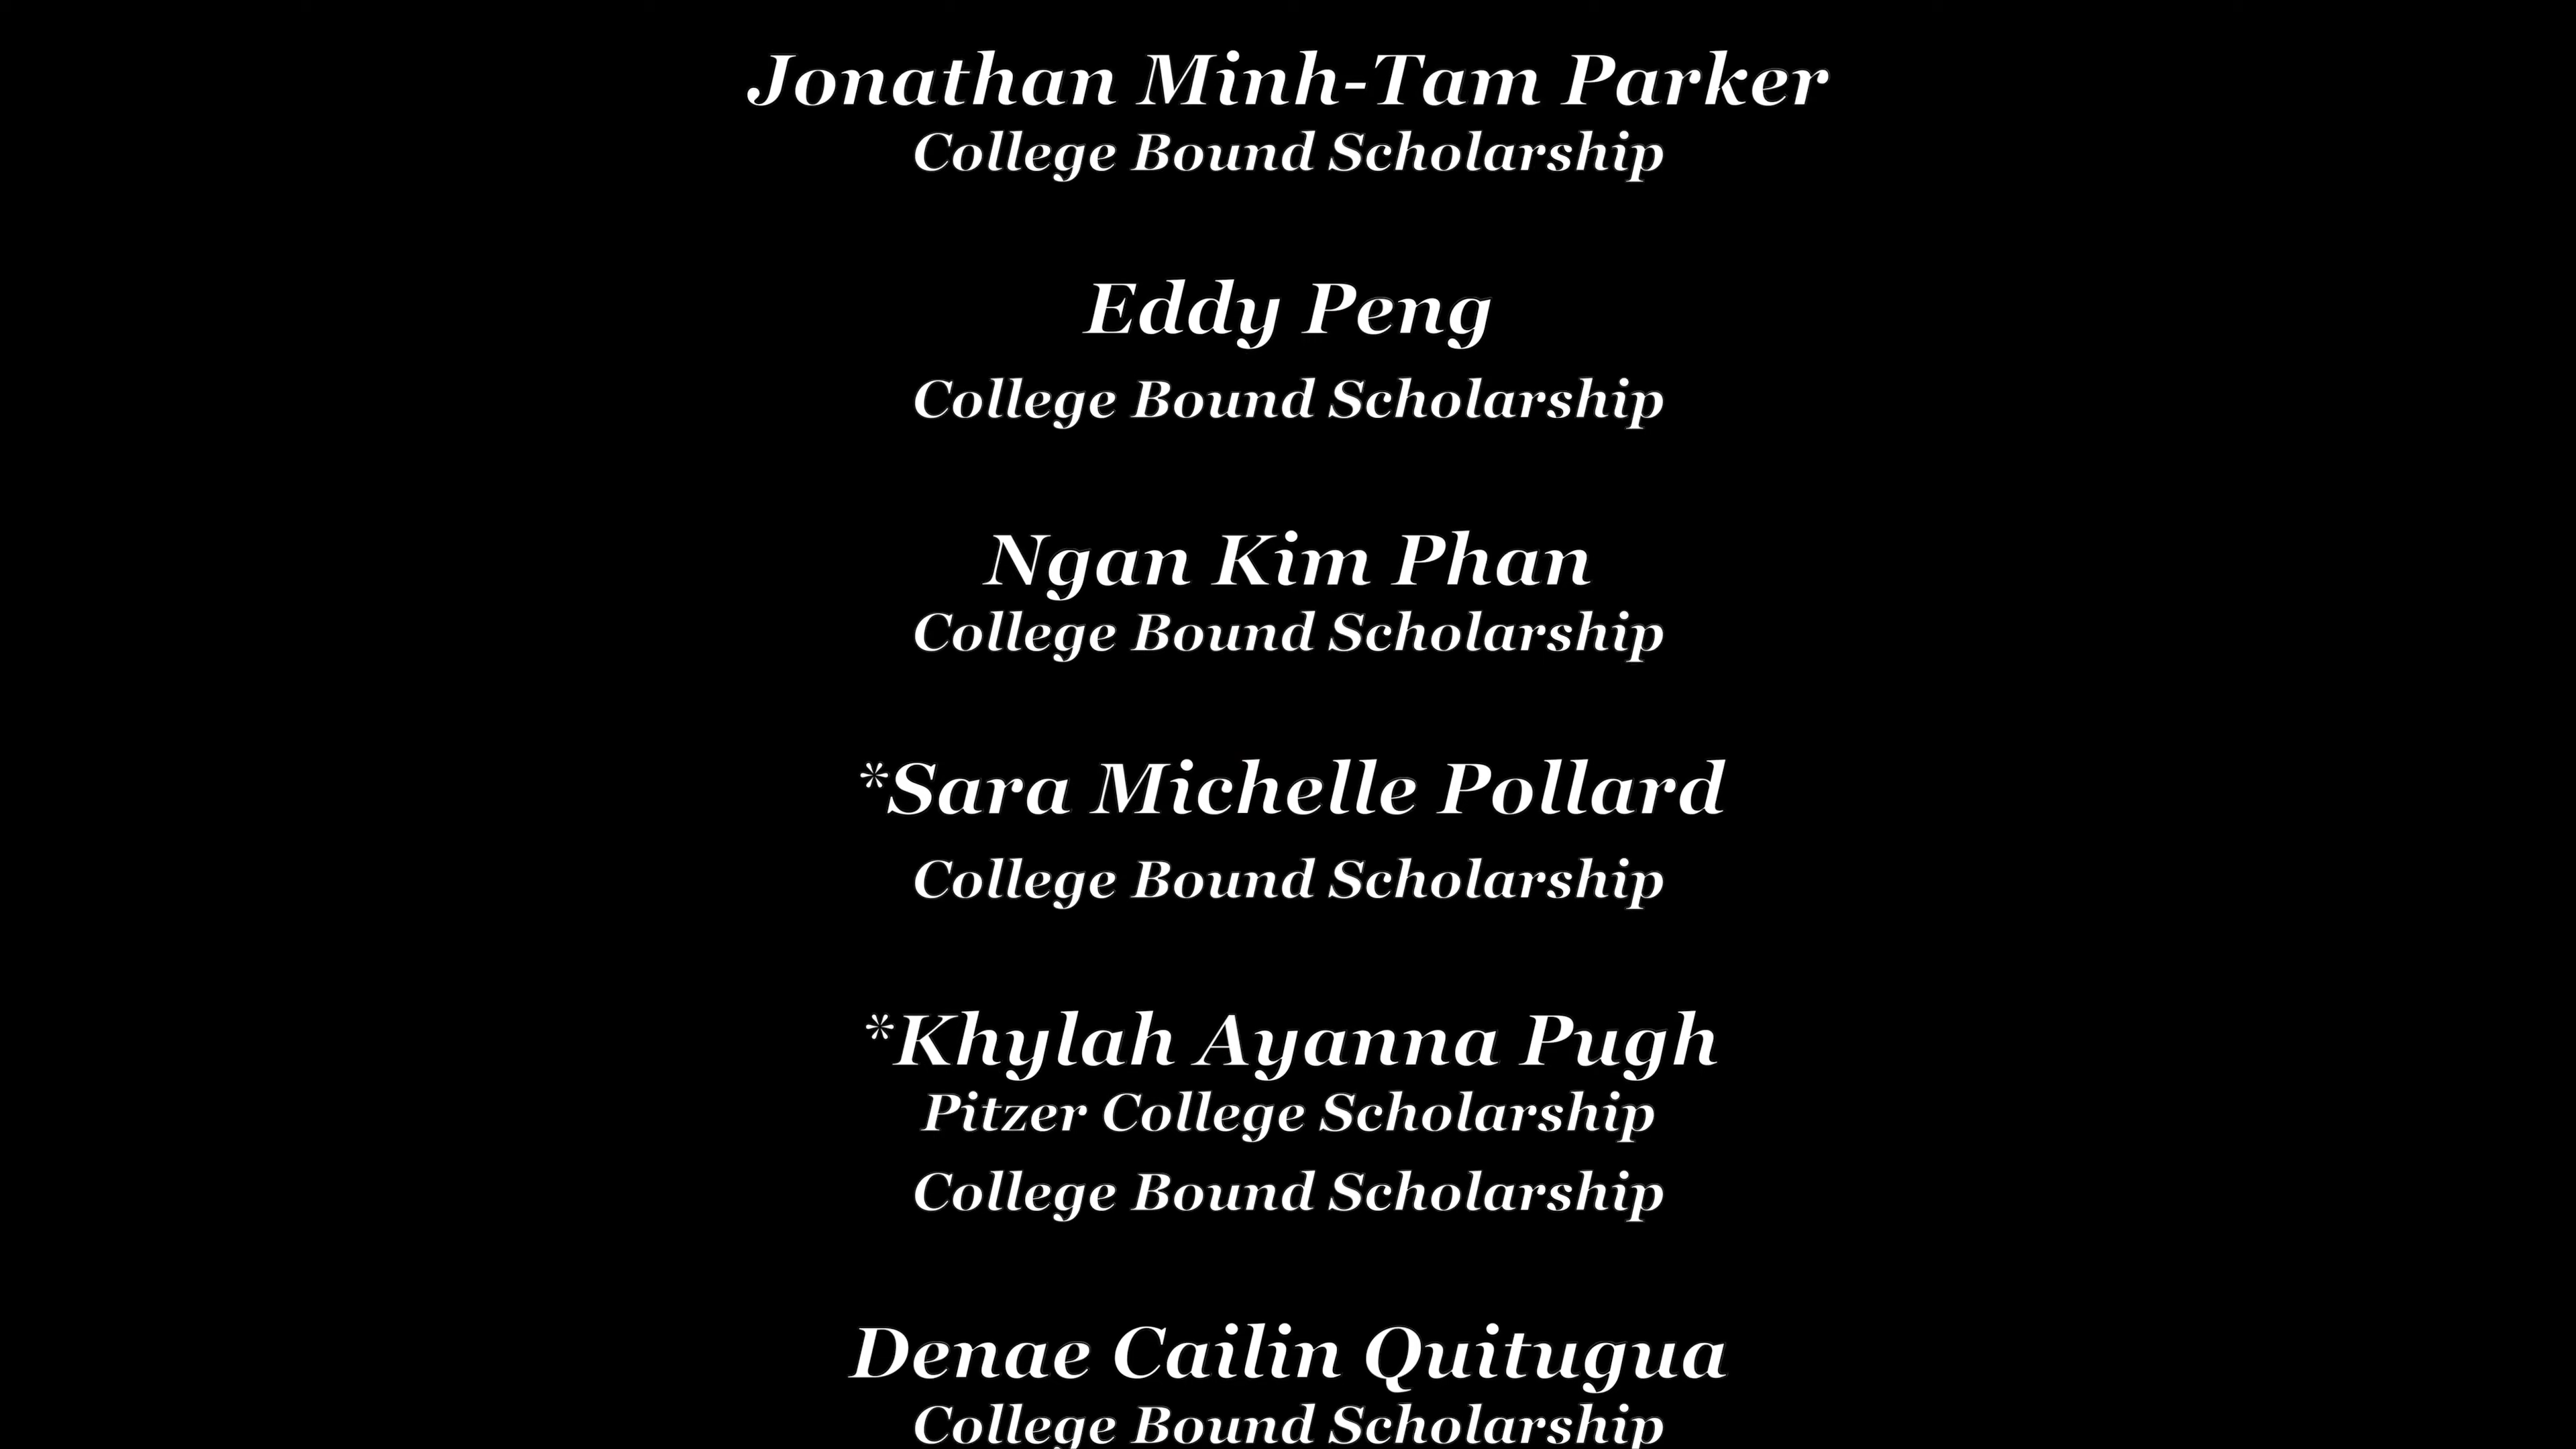 Jonathan Minh-Tam Parker
College Bound Scholarship
Eddy Peng
College Bound Scholarship
Ngan Kim Phan
College Bound Scholarship
*Sara Michelle Pollard
College Bound Scholarship
*Khylah Ayanna Pugh
Pitzer College Scholarship
College Bound Scholarship
Denae Cailin Quitugua
College Bound Scholarship